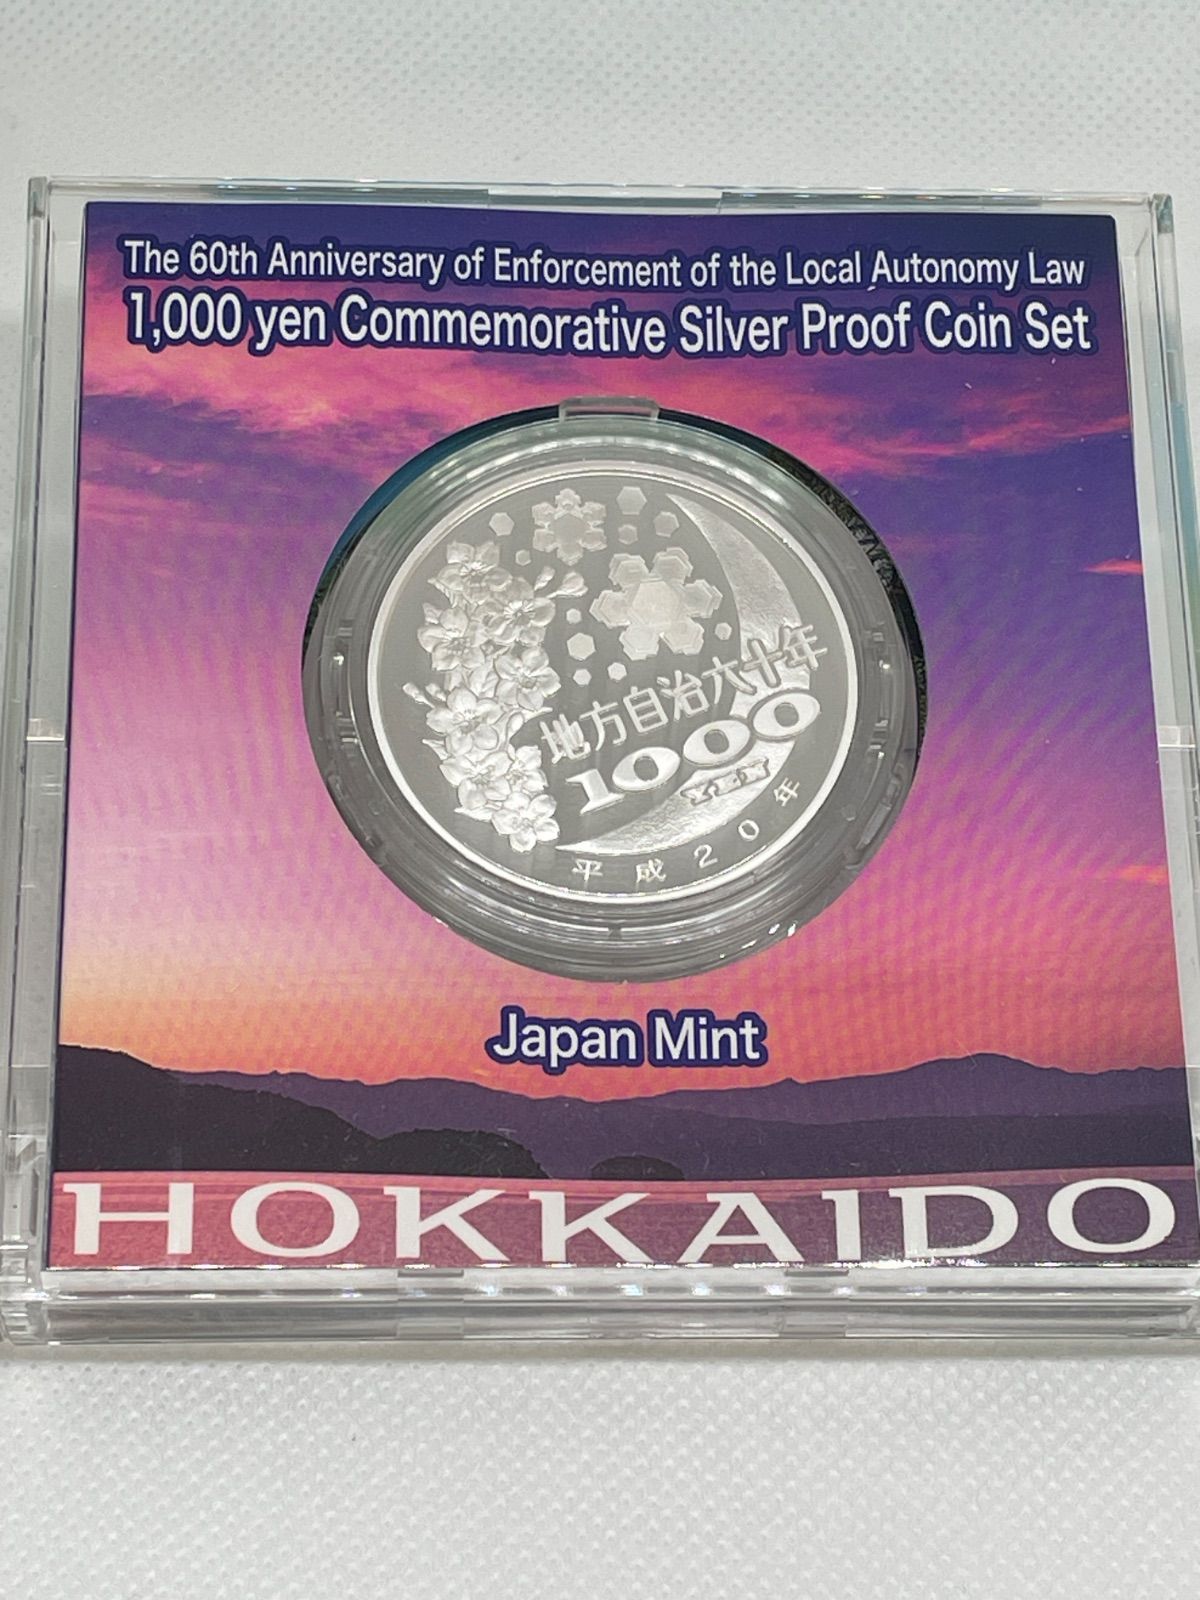 The 60th Anniversary of Enforcement of the Local Autonomy Law
1,000 yen Commemorative Silver Proof Coin Set
地方自治六十年
1000
YEN
平成20年
Japan Mint
HOKKAIDO